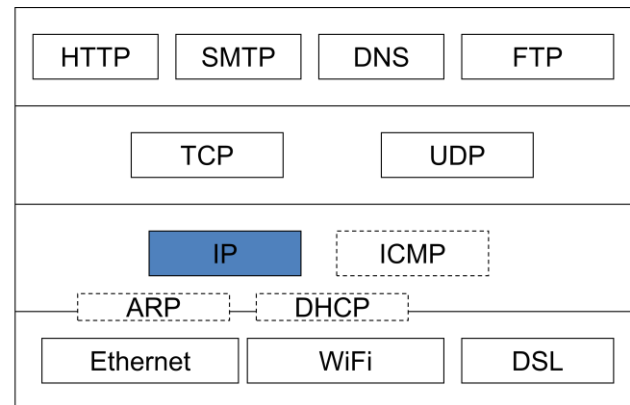 HTTP SMTP DNS FTP
TCP UDP
IP ICMP
ARP DHCP
Ethernet WiFi DSL